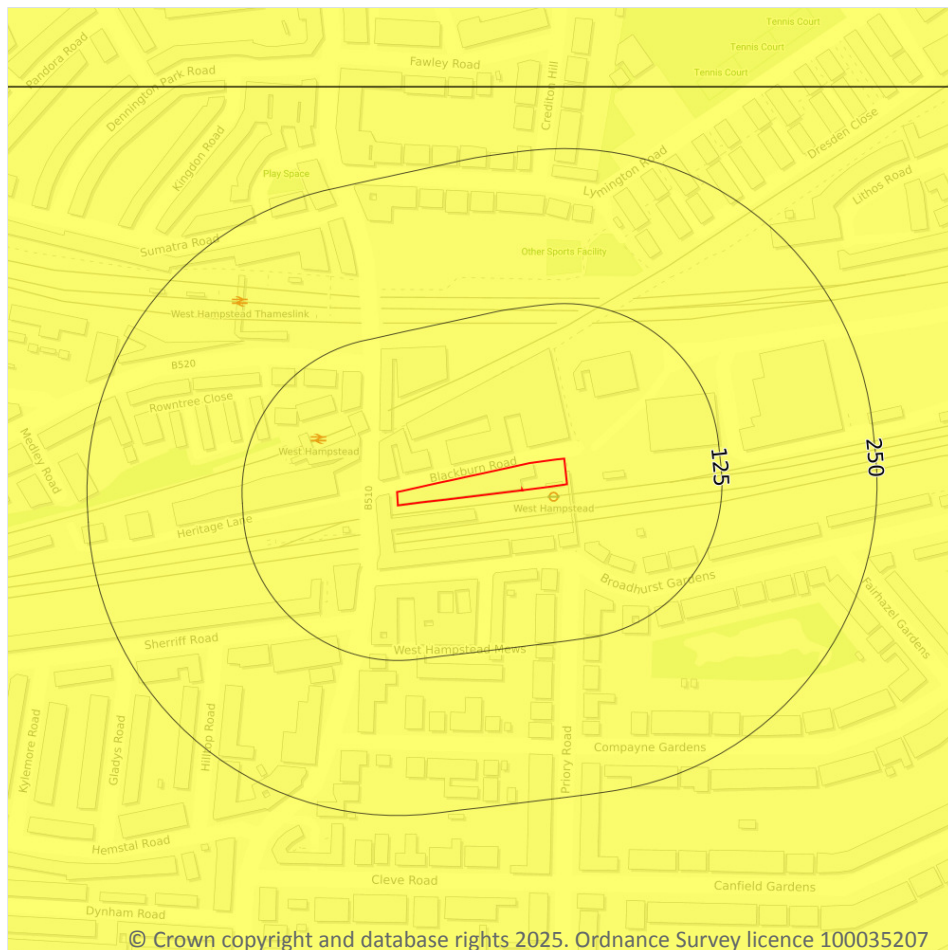 Tennis Court
Pandora Road
Fawley Road
Tennis Court
Dennington Park Road
Tennis Court
Crediton Hill
Kingdon Road
Dresden Close
Play Space
Lymington Road
Lithos Road
Sumatra Road
Other Sports Facility
West Hampstead Thameslink
B520
Rowntree Close
Medley Road
West Hampstead
Blackburn Road
125
250
B510
West Hampstead
Heritage Lane
Broadhurst Gardens
Fairhazel Gardens
Sherriff Road
West Hampstead Mews
Kylemore Road
Gladys Road
Hilltop Road
Priory Road
Compayne Gardens
Hemstal Road
Cleve Road
Canfield Gardens
Dynham Road
© Crown copyright and database rights 2025. Ordnance Survey licence 100035207